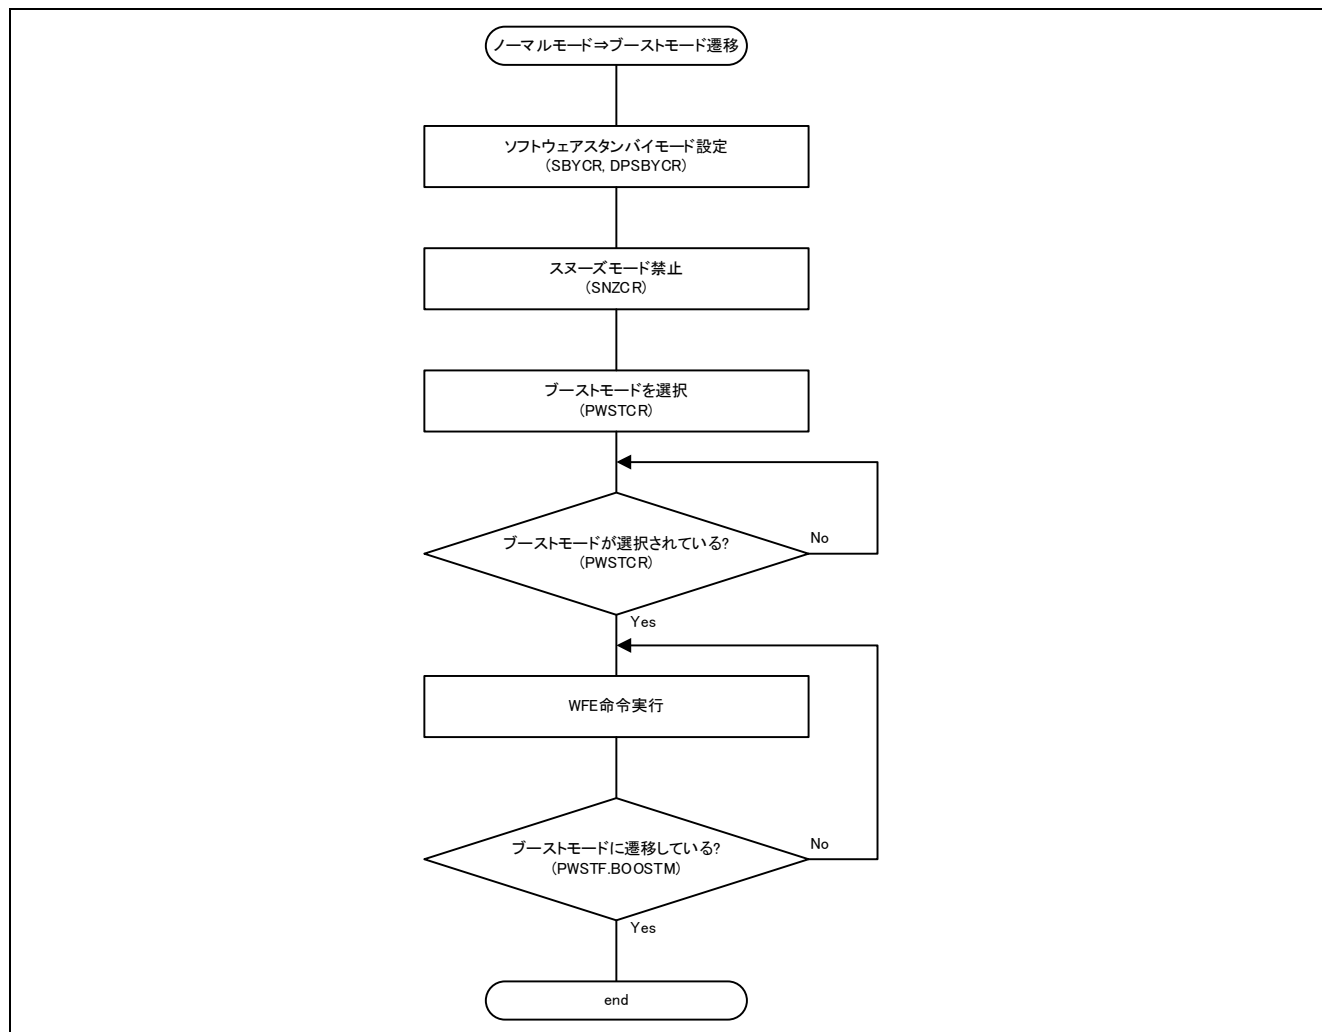 ノーマルモード⇒ブーストモード遷移
ソフトウェアスタンバイモード設定
(SBYCR, DPSBYCR)
スヌーズモード禁止
(SNZCR)
ブーストモードを選択
(PWSTCR)
ブーストモードが選択されている?
(PWSTCR)
No
Yes
WFE命令実行
ブーストモードに遷移している?
(PWSTF.BOOSTM)
No
Yes
end